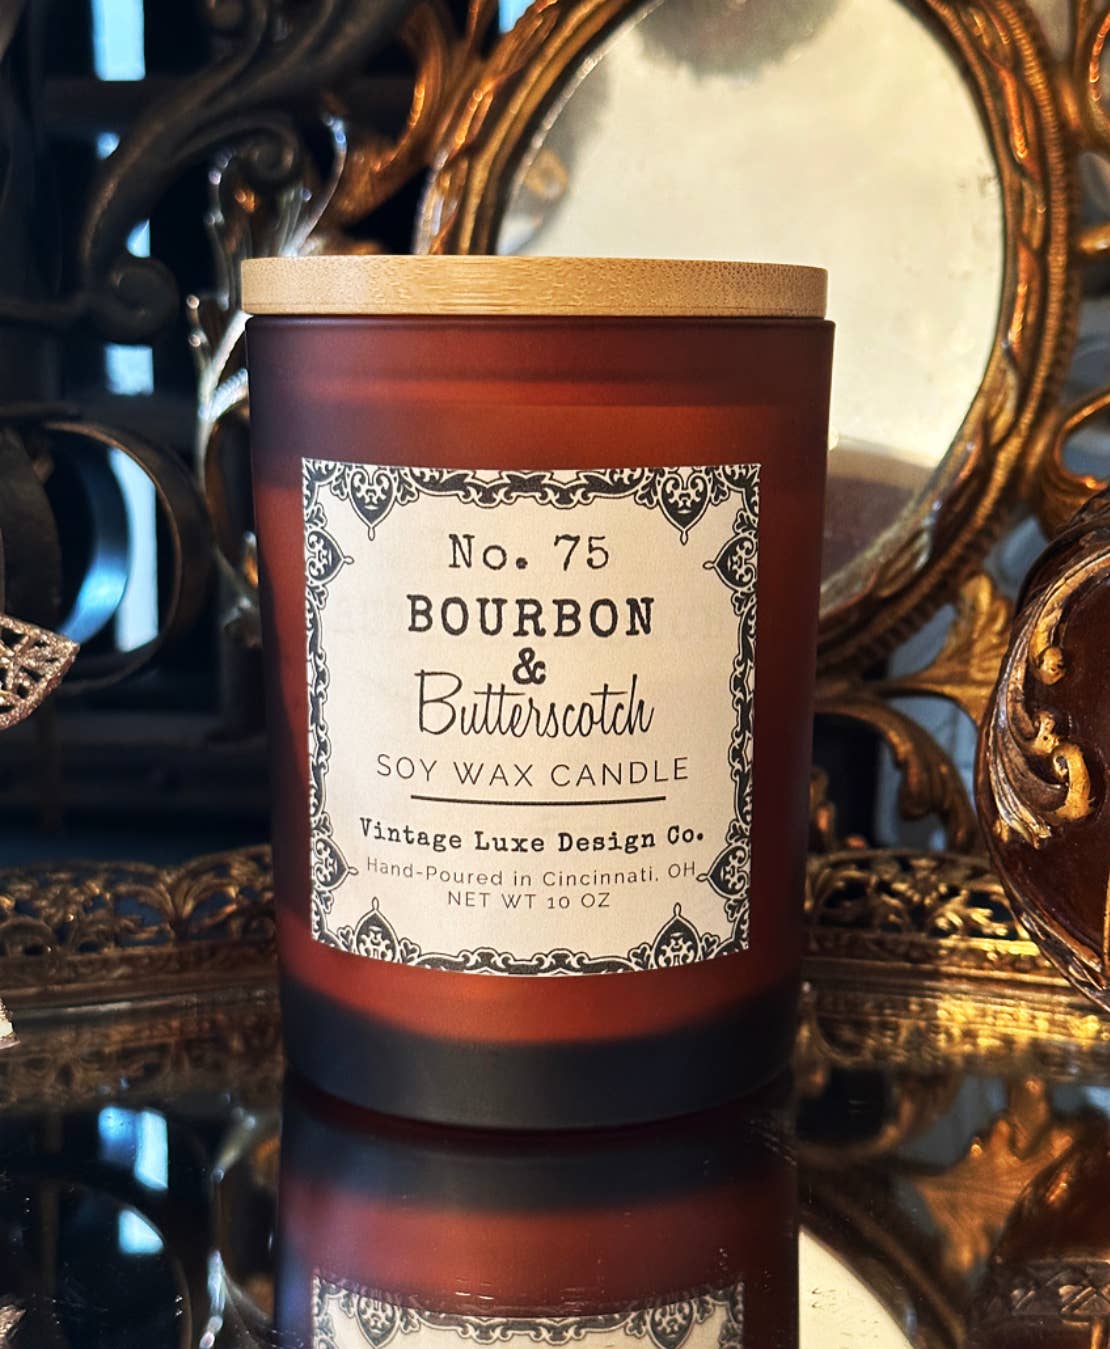 No. 75
BOURBON
&
Butterscotch
SOY WAX CANDLE
Vintage Luxe Design Co.
Hand-Poured in Cincinnati, OH
NET WT 10 OZ